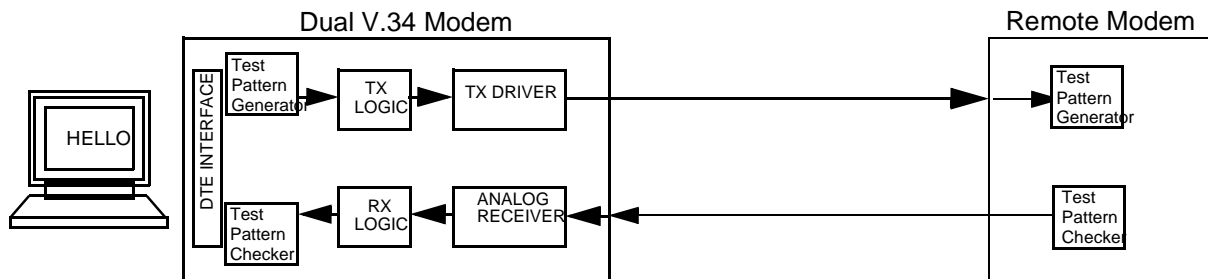 Dual V.34 Modem
Remote Modem
HELLO
DTE INTERFACE
Test
Pattern
Generator
TX
LOGIC
TX DRIVER
Test
Pattern
Generator
Test
Pattern
Checker
RX
LOGIC
ANALOG
RECEIVER
Test
Pattern
Checker